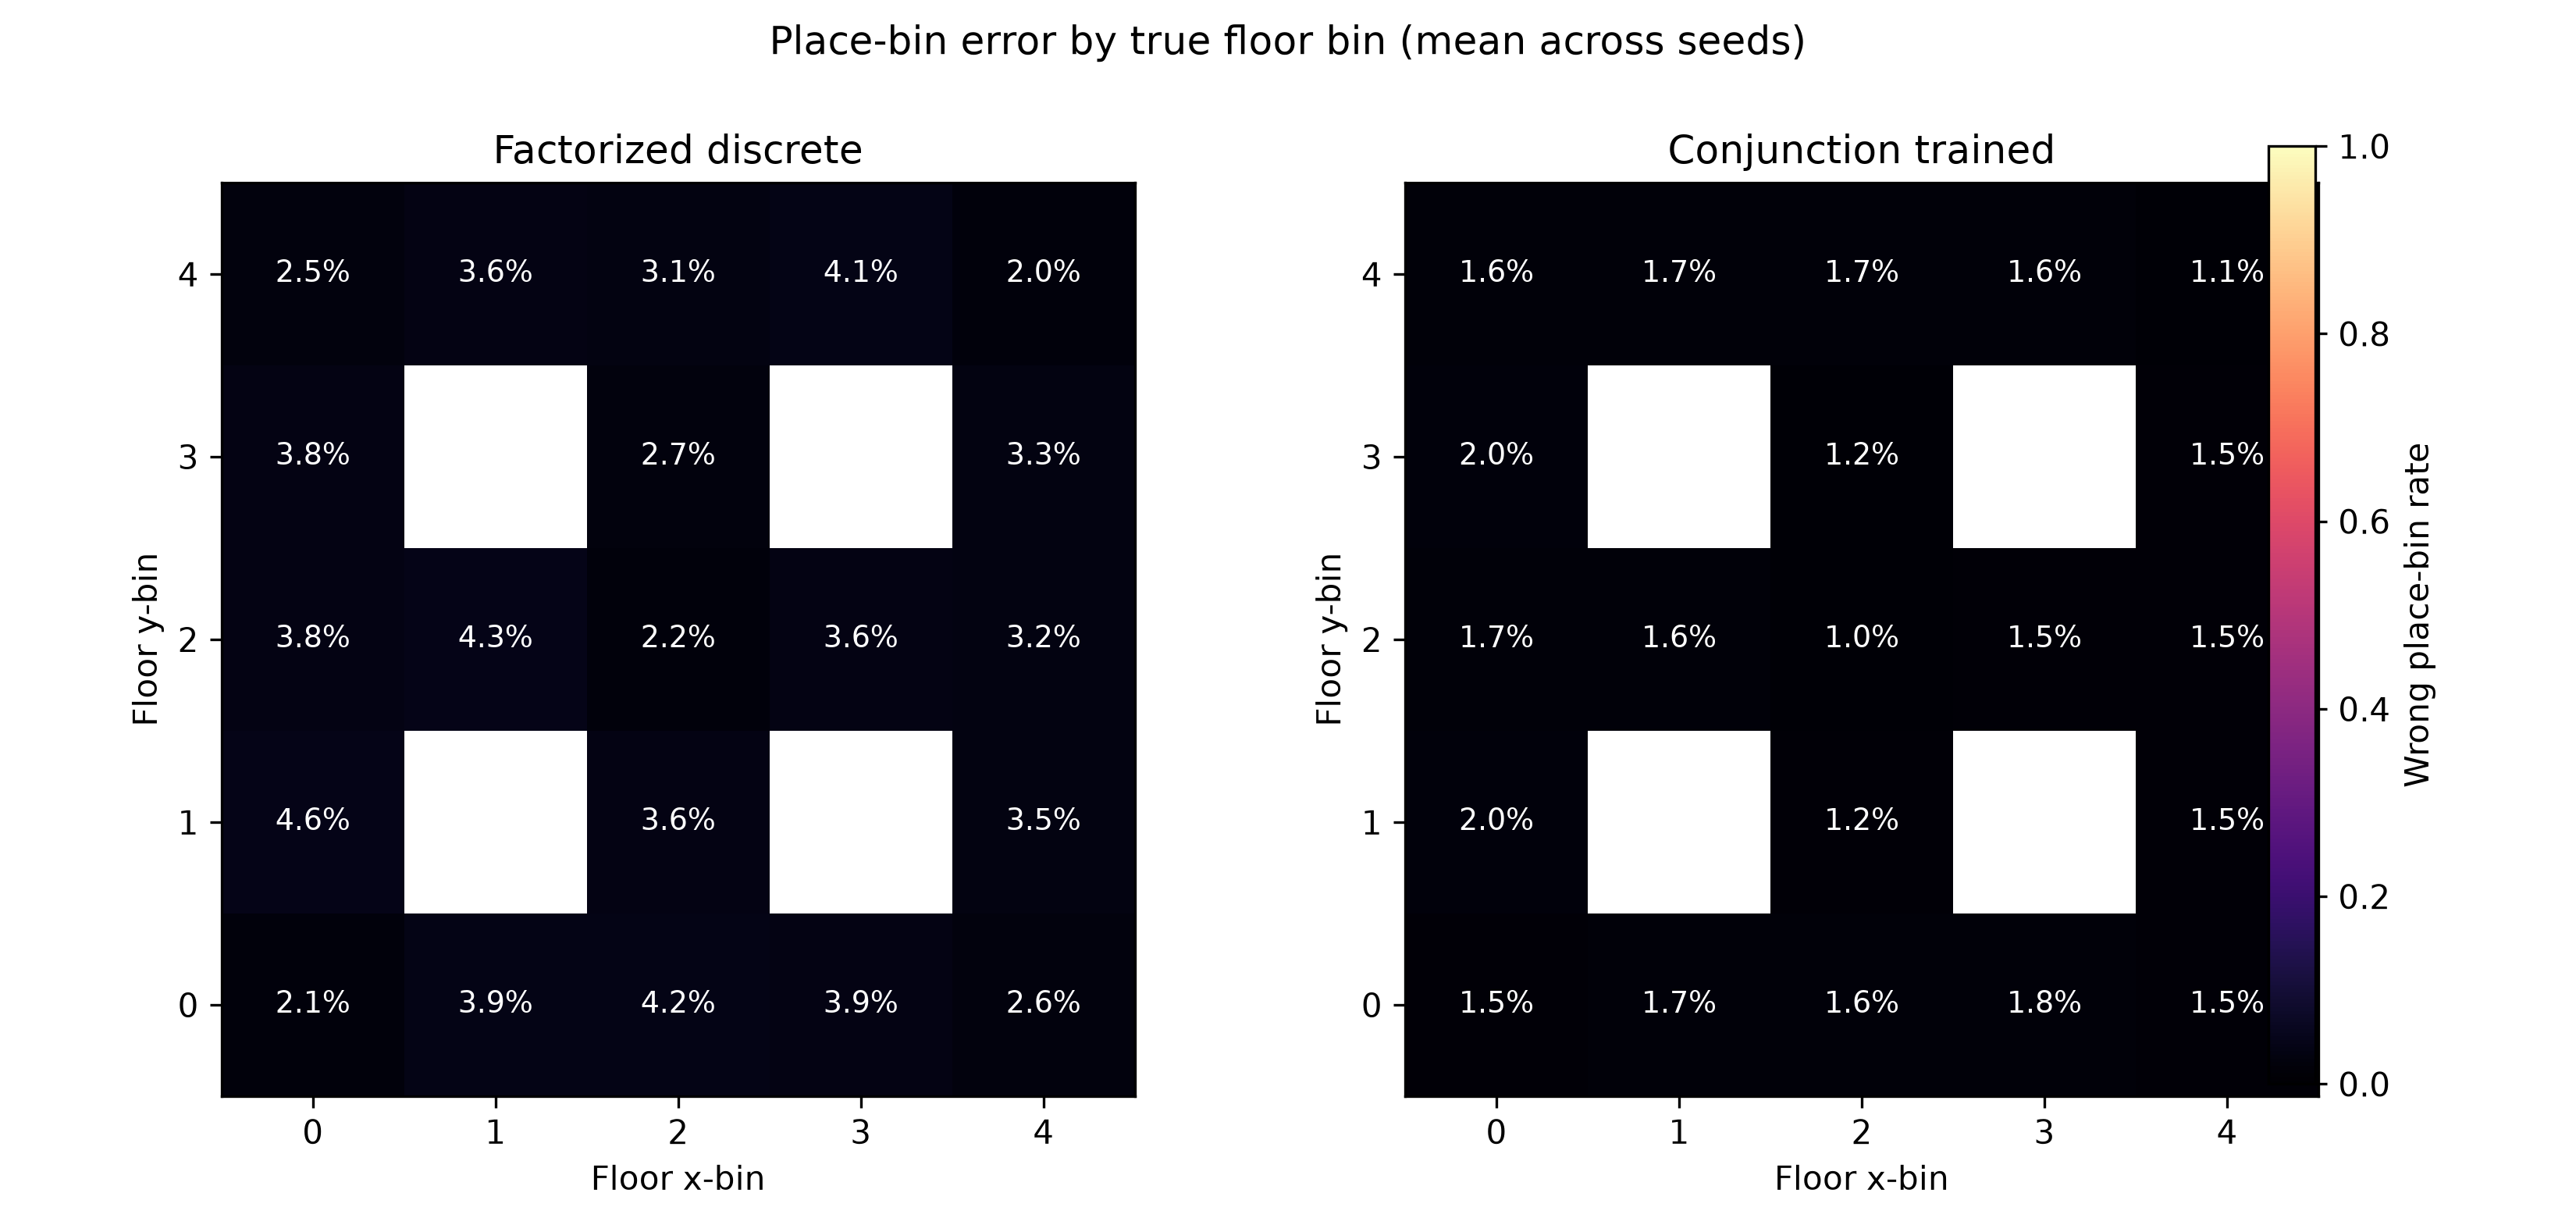 Place-bin error by true floor bin (mean across seeds)
Factorized discrete
Floor y-bin
4
2.5% 3.6% 3.1% 4.1% 2.0%
3
3.8% 2.7% 3.3%
2
3.8% 4.3% 2.2% 3.6% 3.2%
1
4.6% 3.6% 3.5%
0
2.1% 3.9% 4.2% 3.9% 2.6%
0 1 2 3 4
Floor x-bin
Conjunction trained
Floor y-bin
4
1.6% 1.7% 1.7% 1.6% 1.1%
3
2.0% 1.2% 1.5%
2
1.7% 1.6% 1.0% 1.5% 1.5%
1
2.0% 1.2% 1.5%
0
1.5% 1.7% 1.6% 1.8% 1.5%
0 1 2 3 4
Floor x-bin
1.0
0.8
0.6
0.4
0.2
0.0
Wrong place-bin rate